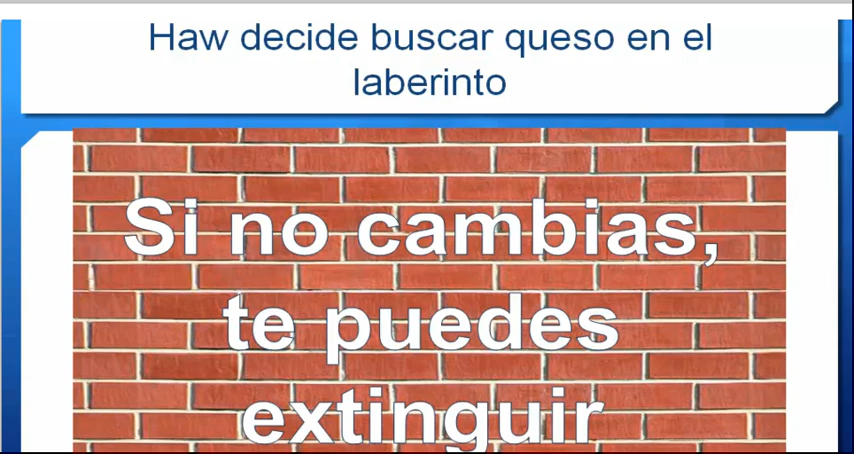 Haw decide buscar queso en el
laberinto
Si no cambias,
te puedes
extinguir